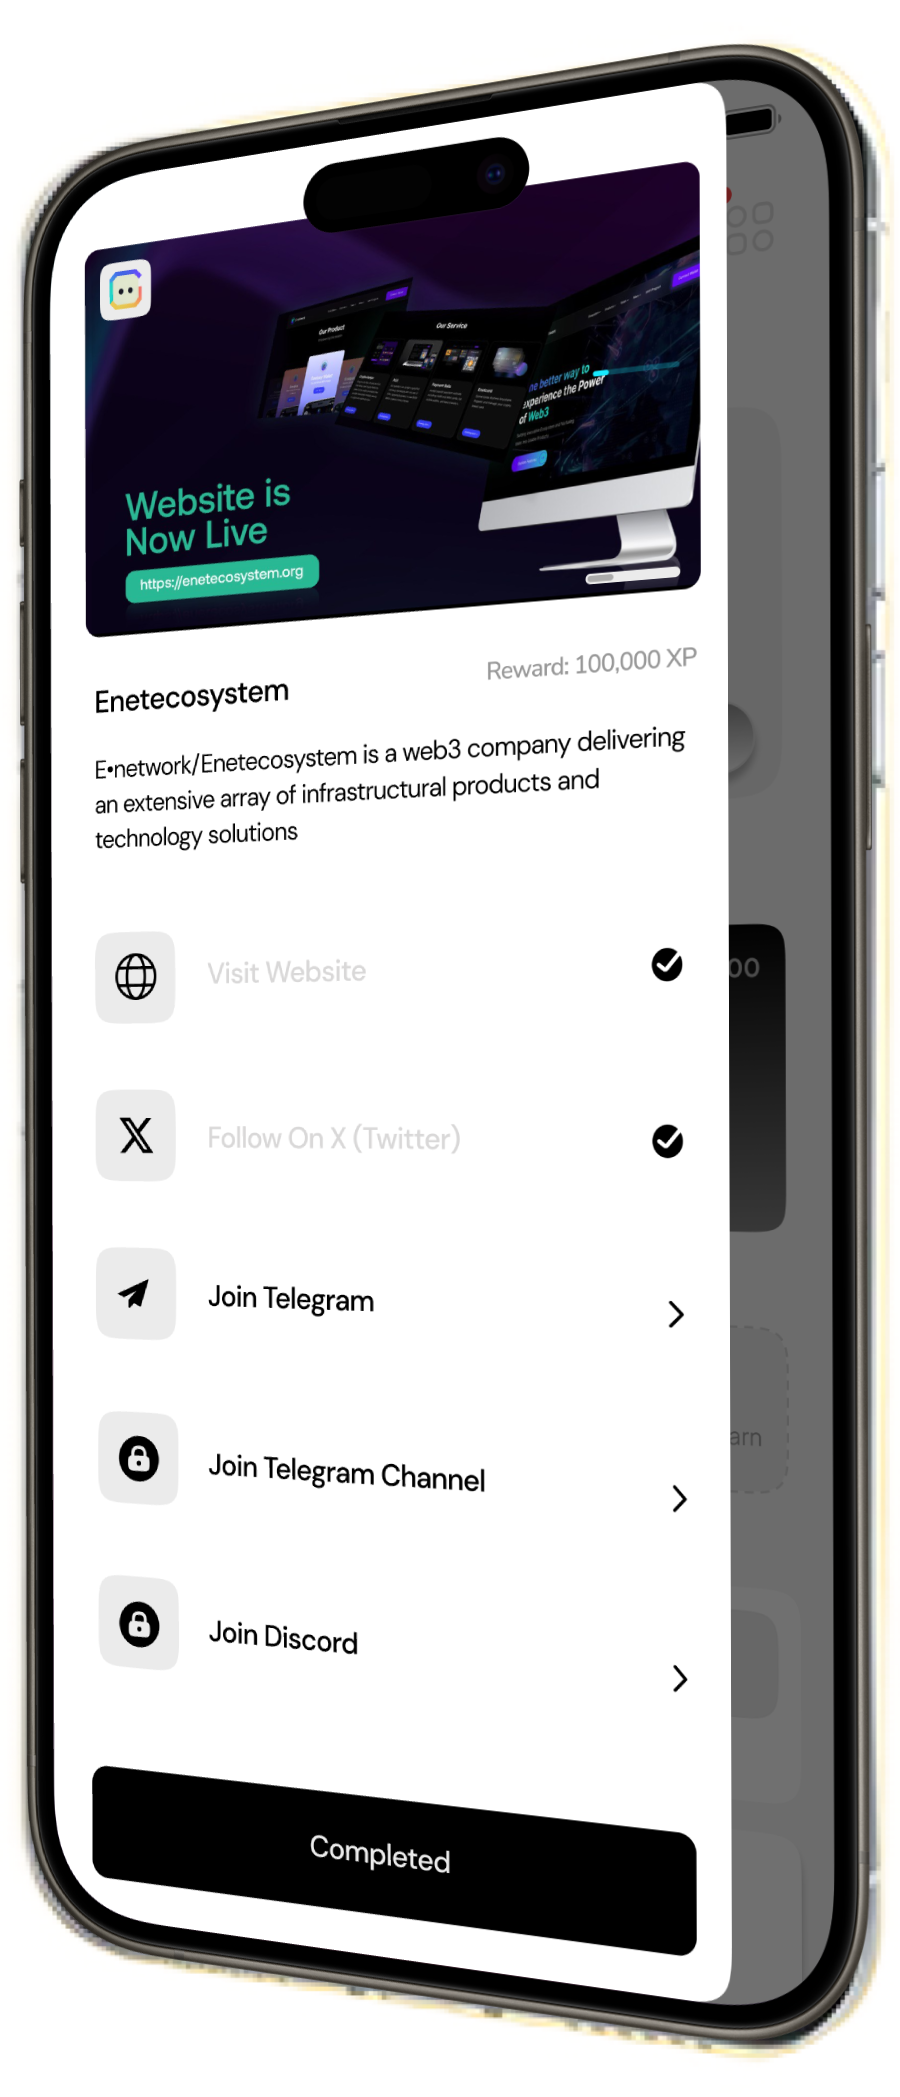 Our Product
Our Service
ne better way to
experience the Power
of Web3
Website is
Now Live
https://enetecosystem.org
Enetecosystem
Reward: 100,000 XP
E•network/Enetecosystem is a web3 company delivering
an extensive array of infrastructural products and
technology solutions
Visit Website
00
Follow On X (Twitter)
Join Telegram
arn
Join Telegram Channel
Join Discord
Completed